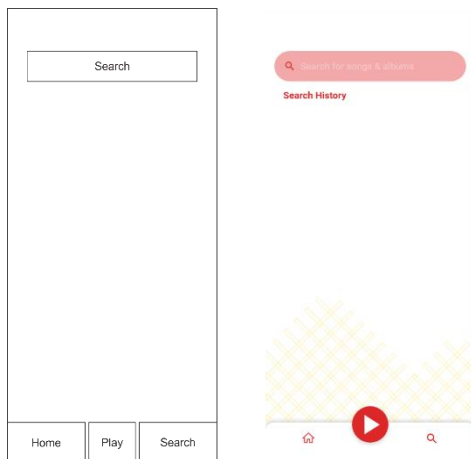 Search
Home
Play
Search
Search for songs & albums
Search History